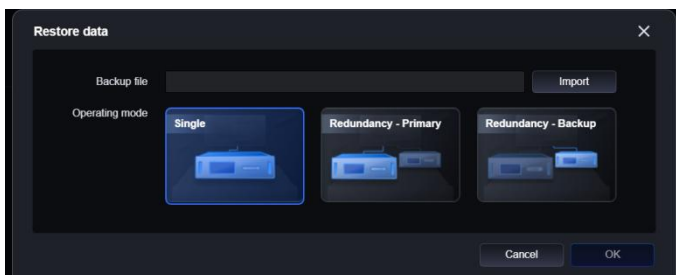 Restore data
Backup file
Import
Operating mode
Single
Redundancy - Primary
Redundancy - Backup
Cancel
OK